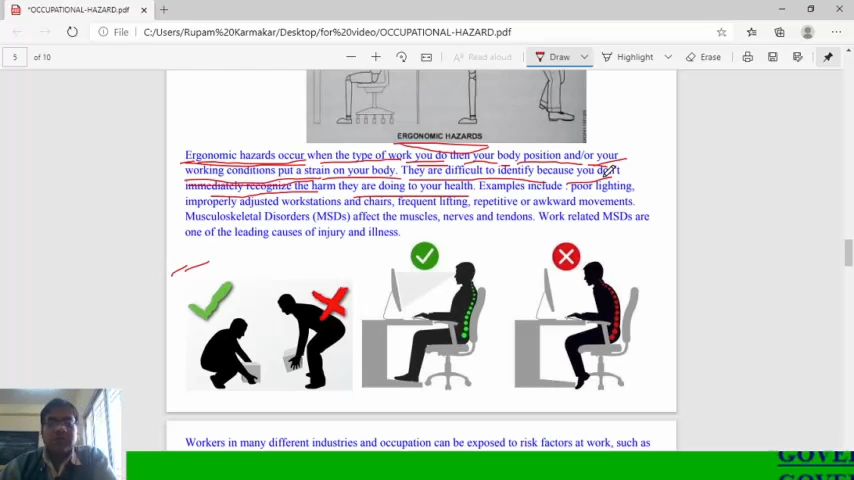 *OCCUPATIONAL-HAZARD.pdf
File C:/Users/Rupam%20Karmakar/Desktop/for%20video/OCCUPATIONAL-HAZARD.pdf
5 of 10 Read aloud Draw Highlight Erase
ERGONOMIC HAZARDS
Ergonomic hazards occur when the type of work you do then your body position and/or your
working conditions put a strain on your body. They are difficult to identify because you don't
immediately recognize the harm they are doing to your health. Examples include : poor lighting,
improperly adjusted workstations and chairs, frequent lifting, repetitive or awkward movements.
Musculoskeletal Disorders (MSDs) affect the muscles, nerves and tendons. Work related MSDs are
one of the leading causes of injury and illness.
Workers in many different industries and occupation can be exposed to risk factors at work, such as